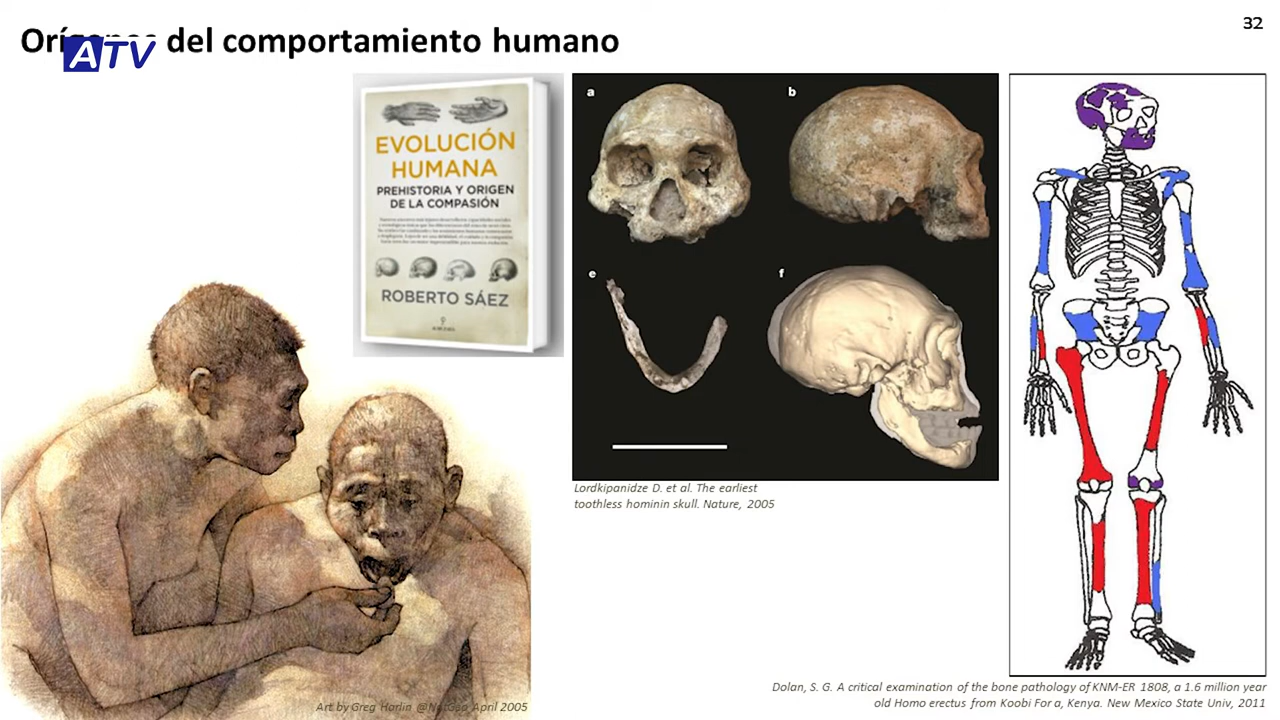 32
Orígenes del comportamiento humano
ATV
EVOLUCIÓN
HUMANA
PREHISTORIA Y ORIGEN
DE LA COMPASIÓN
ROBERTO SÁEZ
a
b
e
f
Lordkipanidze D. et al. The earliest
toothless hominin skull. Nature, 2005
Art by Greg Harlin @NatGeo April 2005
Dolan, S. G. A critical examination of the bone pathology of KNM-ER 1808, a 1.6 million year
old Homo erectus from Koobi For a, Kenya. New Mexico State Univ, 2011